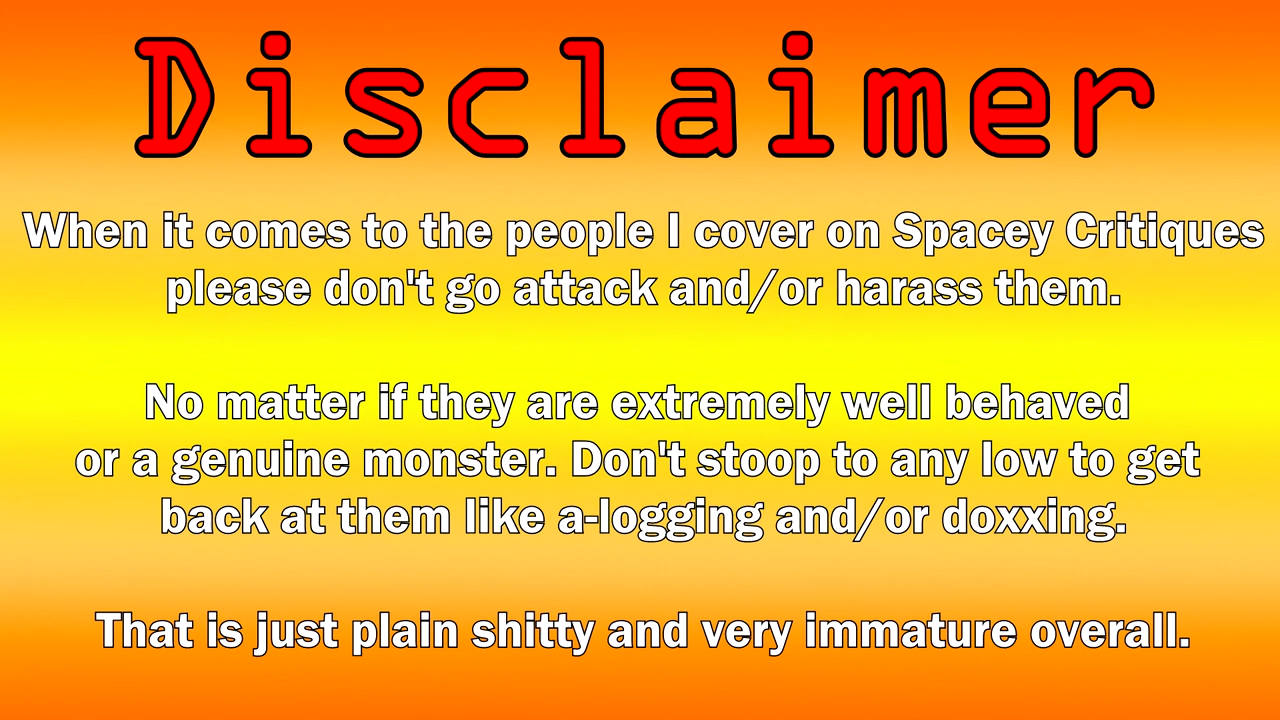 Disclaimer
When it comes to the people I cover on Spacey Critiques
please don't go attack and/or harass them.
No matter if they are extremely well behaved
or a genuine monster. Don't stoop to any low to get
back at them like a-logging and/or doxxing.
That is just plain shitty and very immature overall.